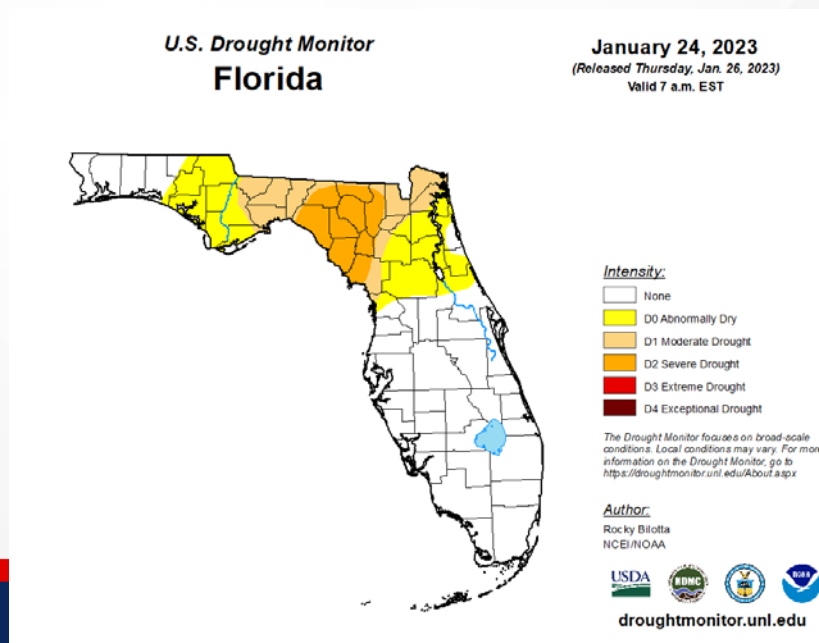 U.S. Drought Monitor
Florida
January 24, 2023
(Released Thursday, Jan. 26, 2023)
Valid 7 a.m. EST
Intensity:
None
D0 Abnormally Dry
D1 Moderate Drought
D2 Severe Drought
D3 Extreme Drought
D4 Exceptional Drought
The Drought Monitor focuses on broad-scale
conditions. Local conditions may vary. For more
information on the Drought Monitor, go to
https://droughtmonitor.unl.edu/About.aspx
Author:
Rocky Bilotta
NCEI/NOAA
USDA
NDMC
NOAA
droughtmonitor.unl.edu